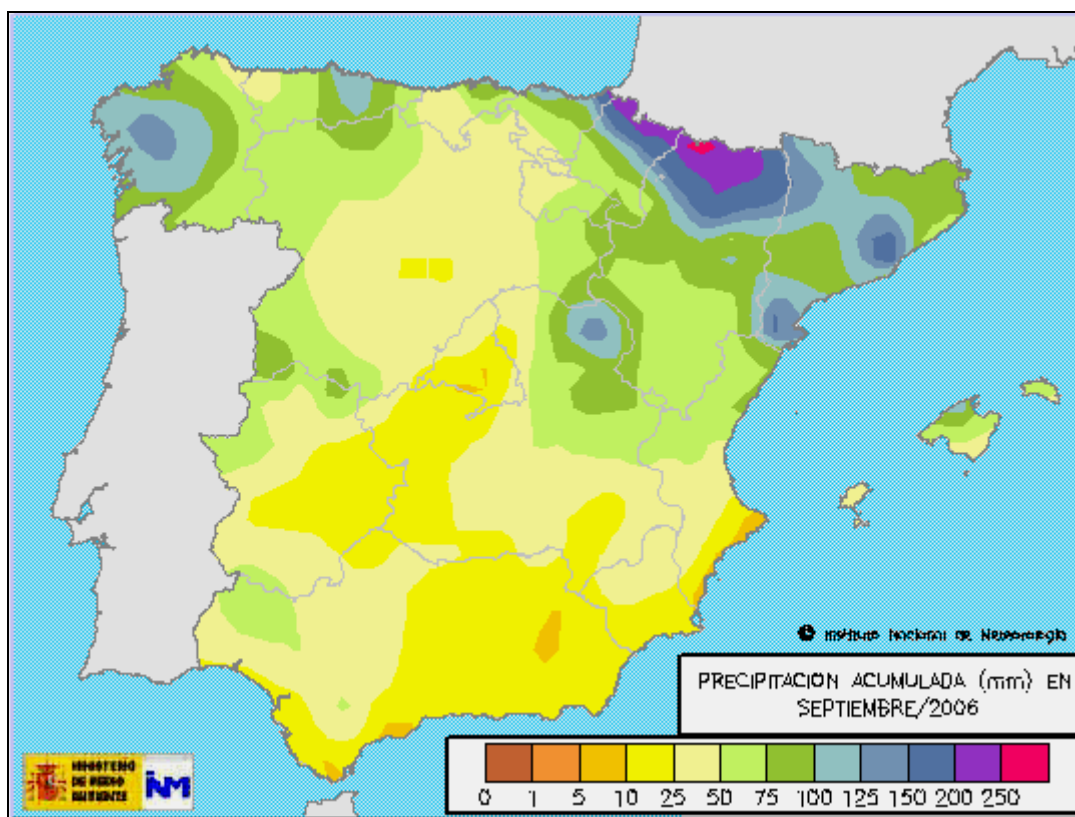 © Instituto Nacional de Meteorología
PRECIPITACION ACUMULADA (mm) EN
SEPTIEMBRE/2006
0 1 5 10 25 50 75 100 125 150 200 250
MINISTERIO
DE MEDIO
AMBIENTE
INM